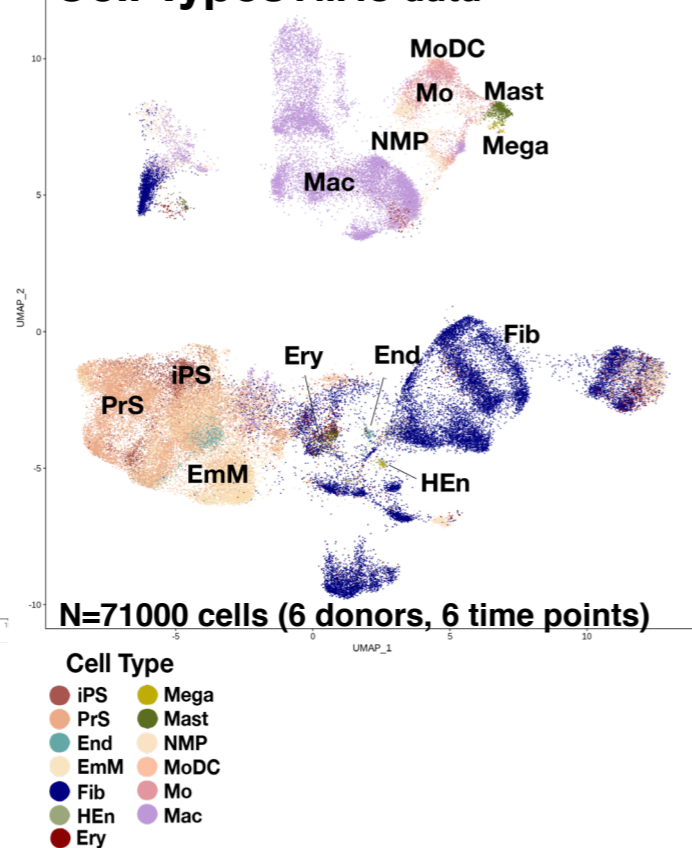 10
MoDC
Mo
Mast
NMP
Mega
Mac
5
UMAP_2
0
Fib
Ery
End
iPS
PrS
-5
EmM
HEn
-10
N=71000 cells (6 donors, 6 time points)
-5 0 5 10
UMAP_1
Cell Type
iPS Mega
PrS Mast
End NMP
EmM MoDC
Fib Mo
HEn Mac
Ery